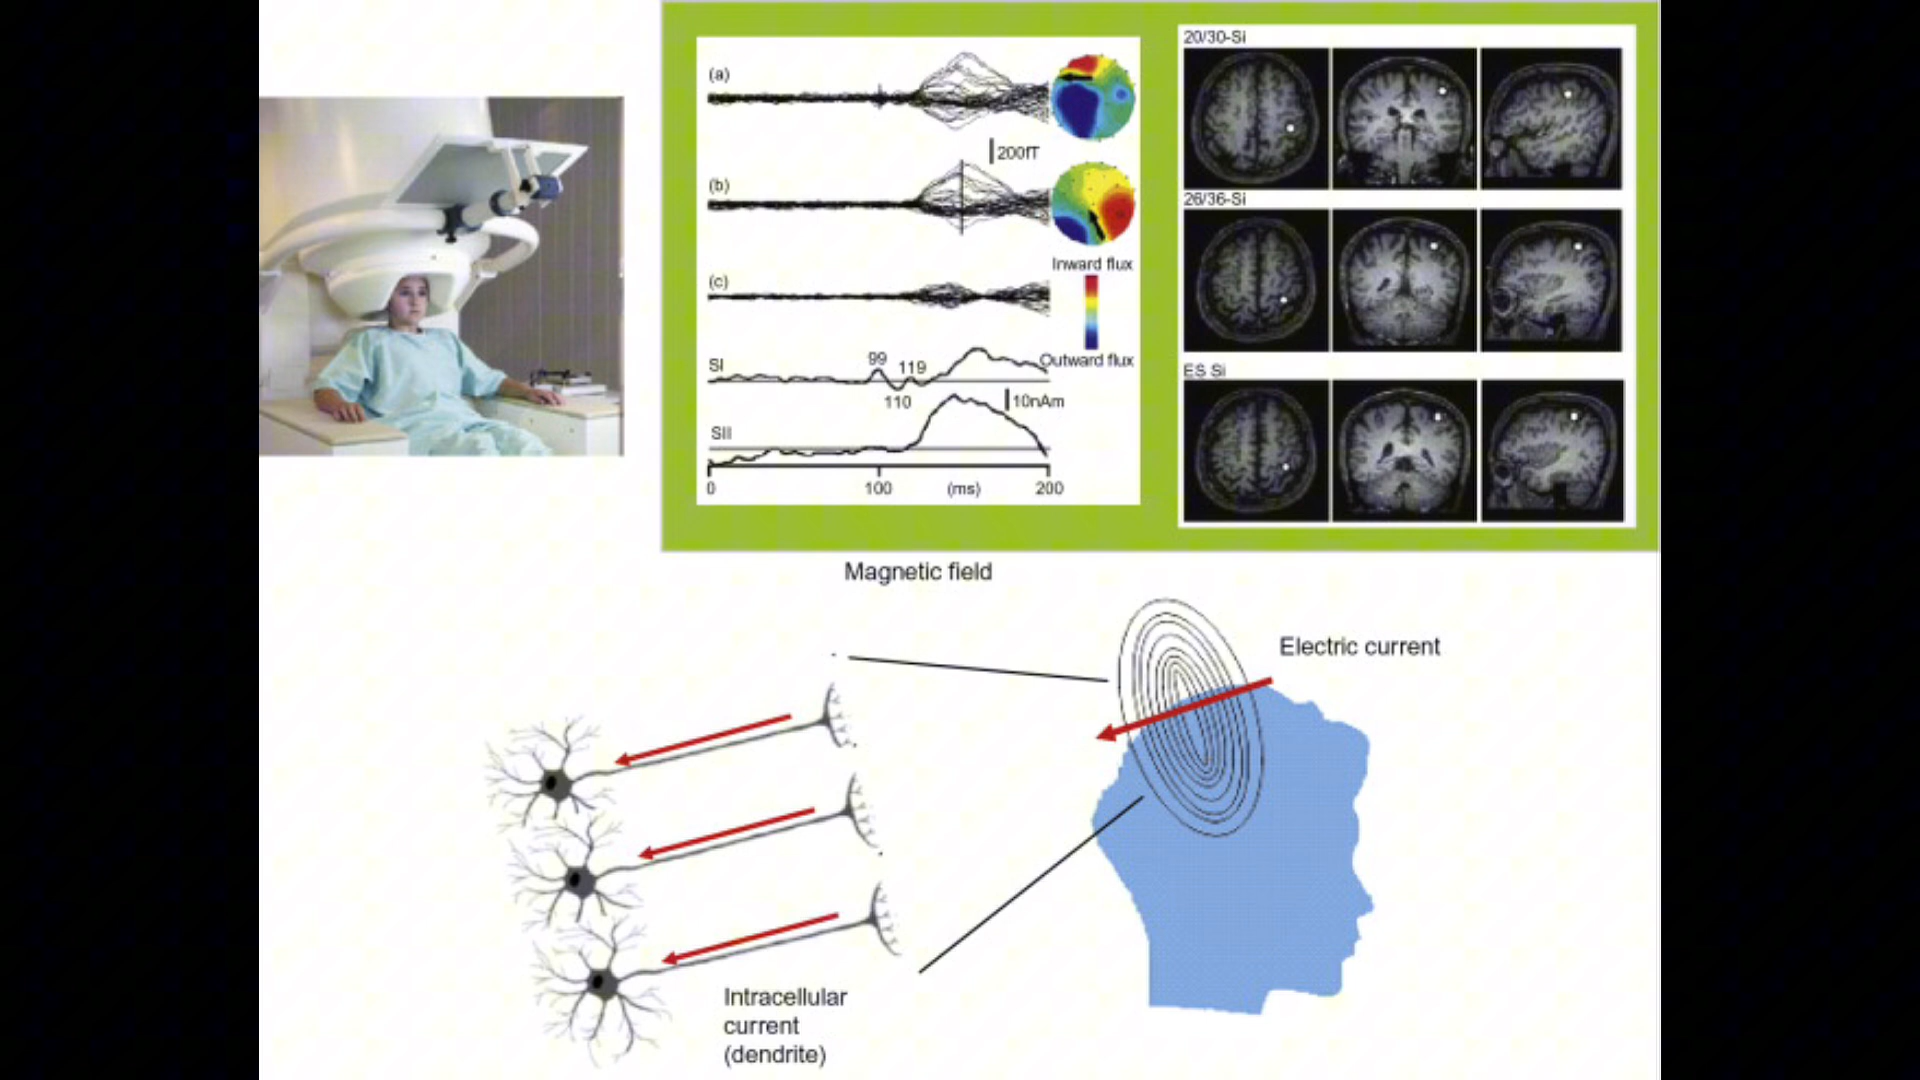 (a)
200fT
(b)
Inward flux
(c)
Outward flux
SI
99
119
110
10nAm
SII
0
100
(ms)
200
20/30-Si
26/36-Si
ES Si
Magnetic field
Electric current
Intracellular
current
(dendrite)